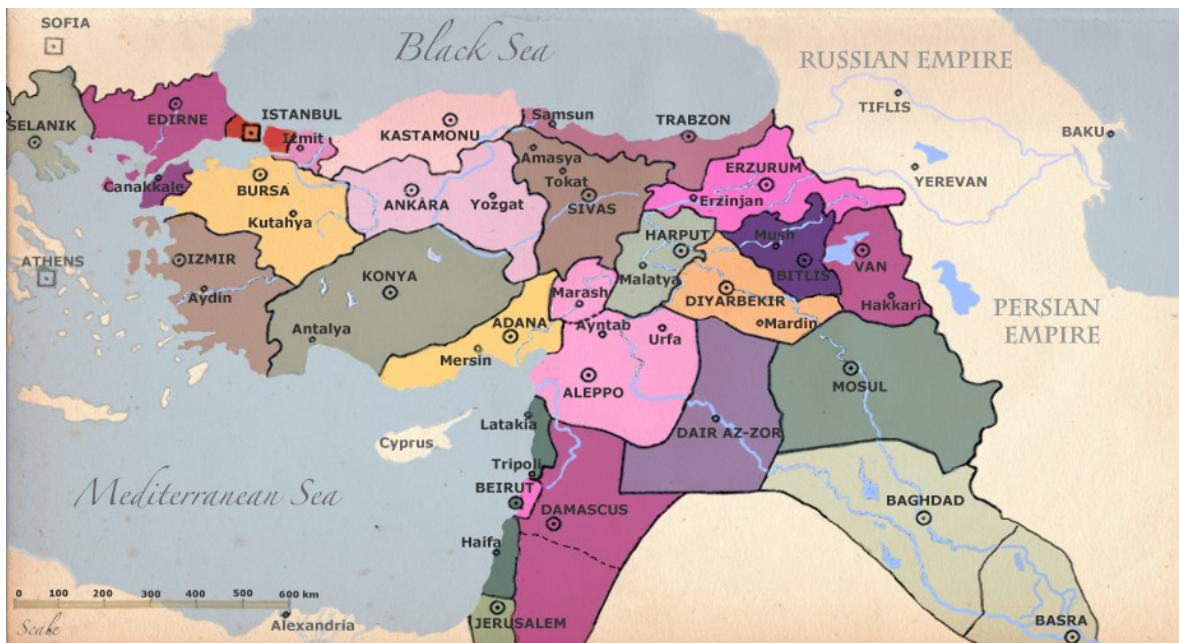 SOFIA
Black Sea
RUSSIAN EMPIRE
TIFLIS
BAKU
SELANIK
EDIRNE
ISTANBUL
Izmit
KASTAMONU
Samsun
TRABZON
Amasya
Tokat
SIVAS
ERZURUM
Erzinjan
YEREVAN
Canakkale
BURSA
Kutahya
ANKARA
Yozgat
HARPUT
Malatya
Mush
BITLIS
VAN
Hakkari
ATHENS
IZMIR
Aydin
KONYA
Antalya
Marash
ADANA
Mersin
Ayntab
Urfa
DIYARBEKIR
Mardin
PERSIAN
EMPIRE
ALEPPO
MOSUL
Latakia
Cyprus
DAIR AZ-ZOR
Tripoli
Mediterranean Sea
BEIRUT
DAMASCUS
BAGHDAD
Haifa
0 100 200 300 400 500 600 km
Scale
Alexandria
JERUSALEM
BASRA